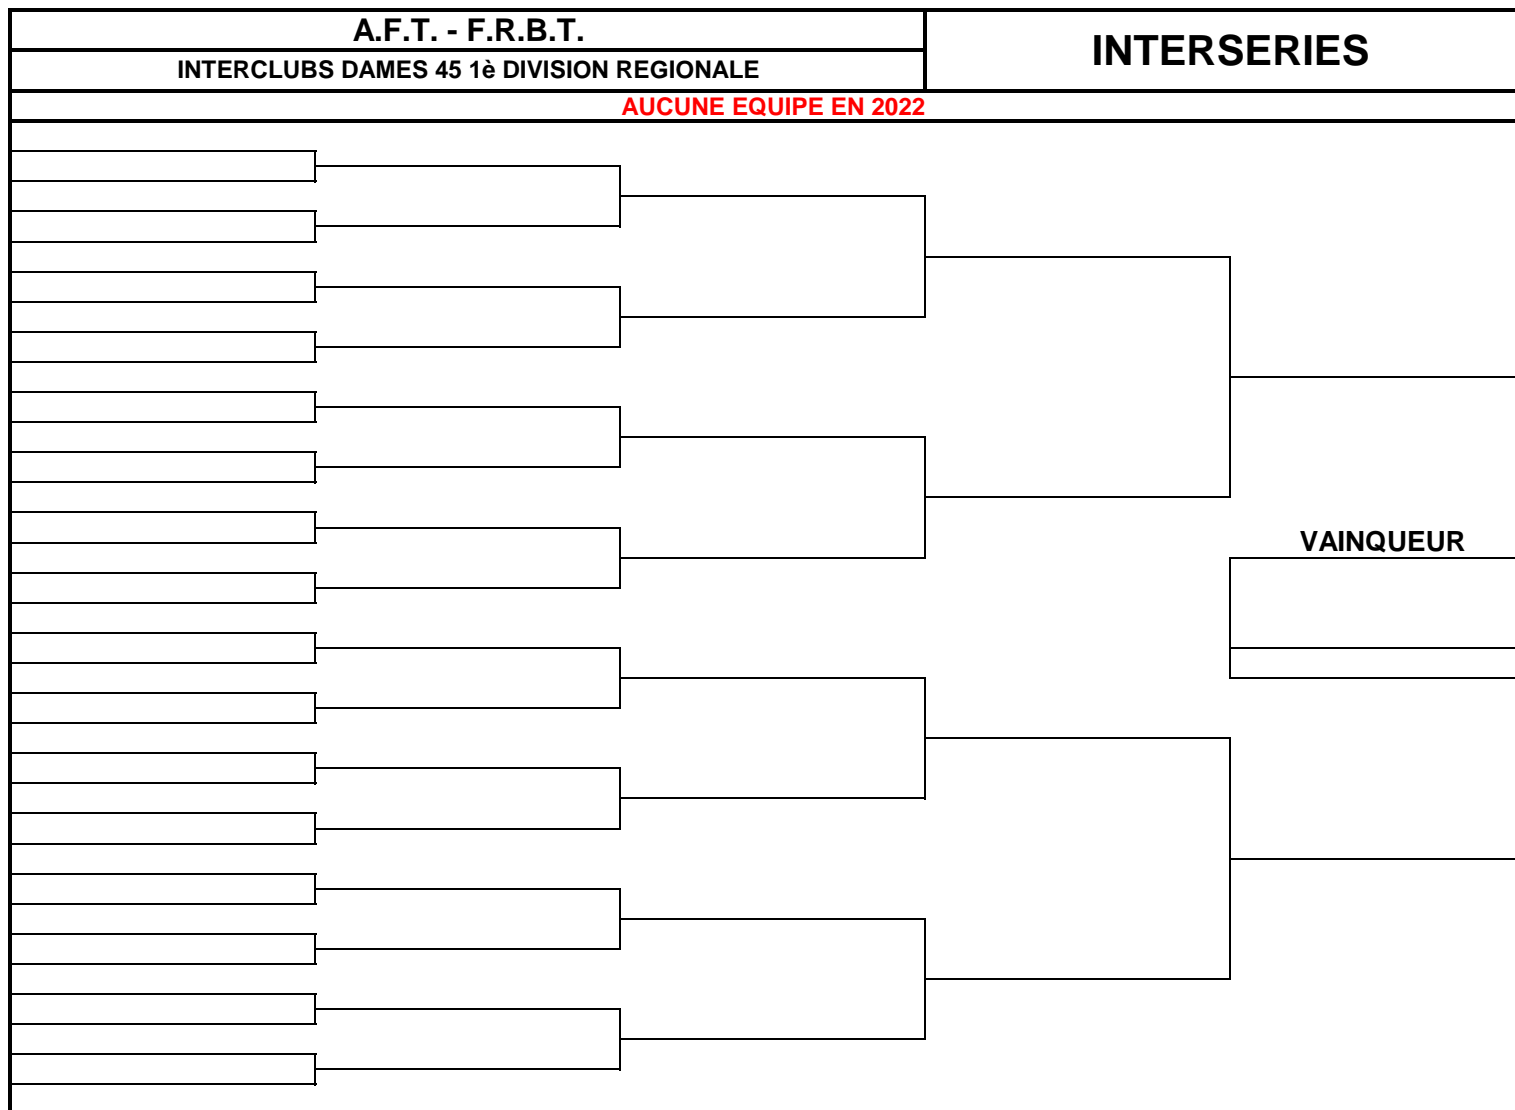 A.F.T. - F.R.B.T.
INTERSERIES
INTERCLUBS DAMES 45 1è DIVISION REGIONALE
AUCUNE EQUIPE EN 2022
VAINQUEUR